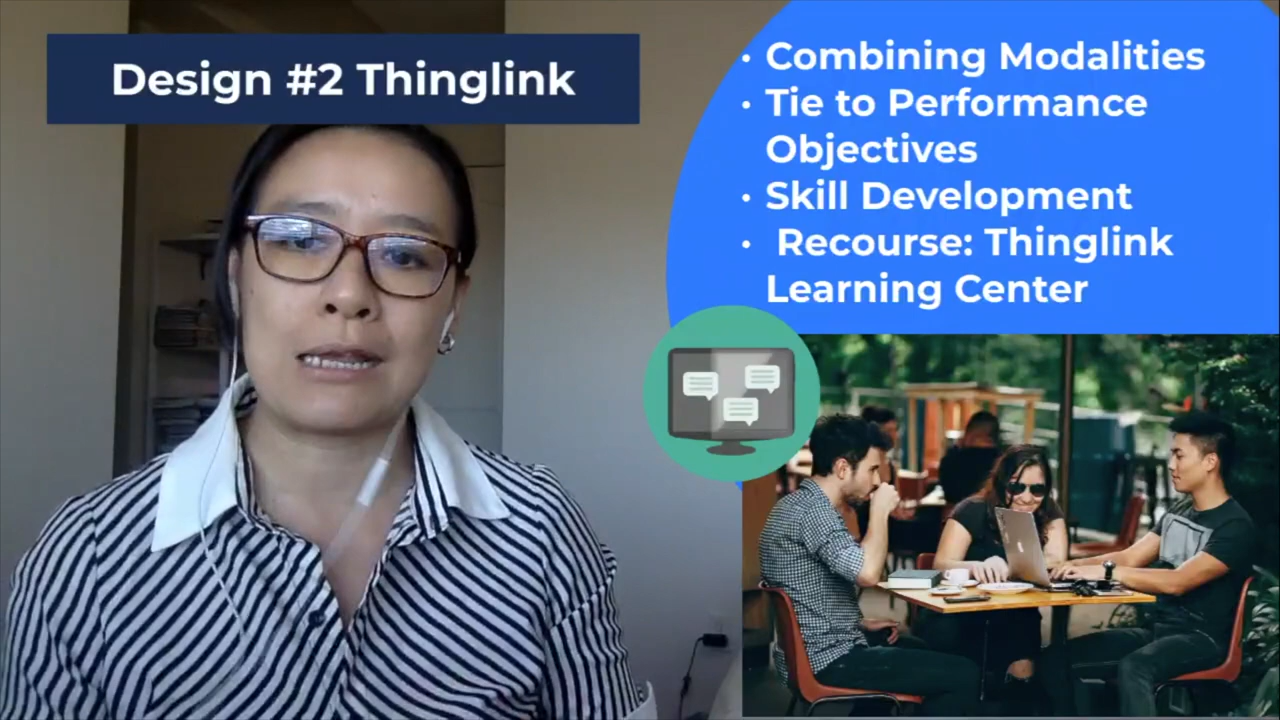 Design #2 Thinglink
• Combining Modalities
• Tie to Performance
Objectives
• Skill Development
• Recourse: Thinglink
Learning Center